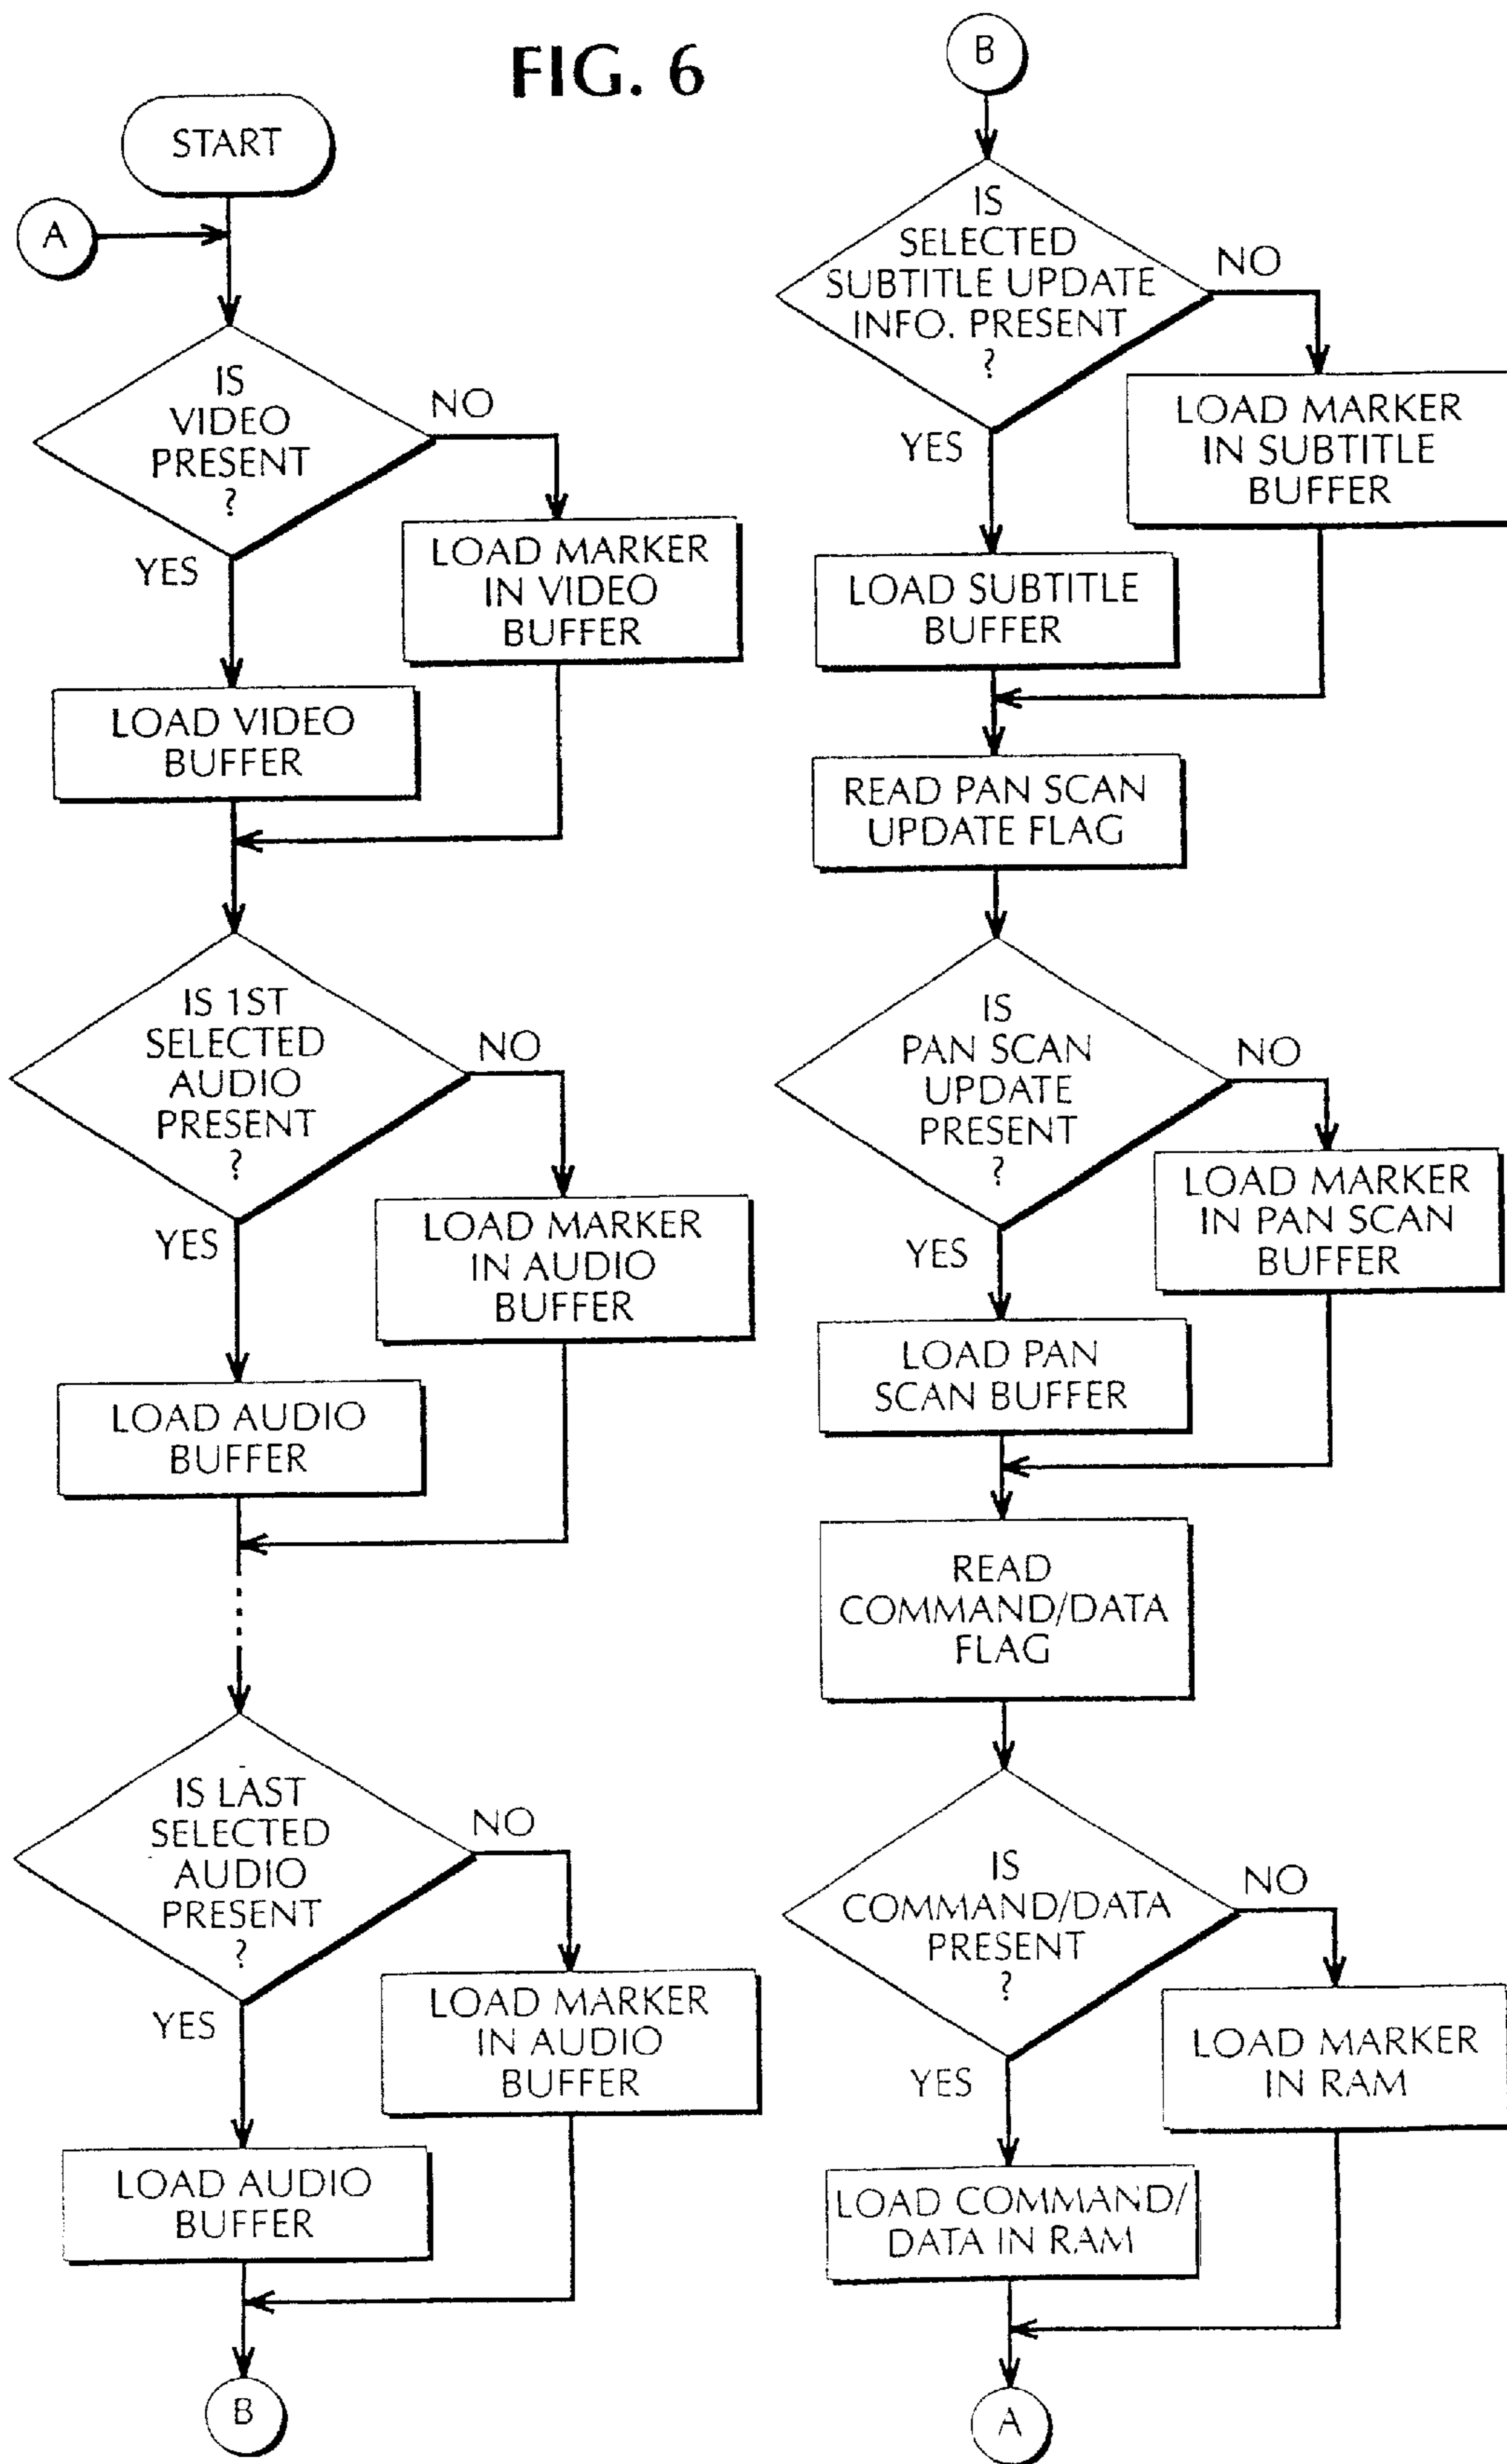 FIG. 6
START
A
IS
VIDEO
PRESENT
?
NO
YES
LOAD MARKER
IN VIDEO
BUFFER
LOAD VIDEO
BUFFER
IS 1ST
SELECTED
AUDIO
PRESENT
?
NO
YES
LOAD MARKER
IN AUDIO
BUFFER
LOAD AUDIO
BUFFER
IS LAST
SELECTED
AUDIO
PRESENT
?
NO
YES
LOAD MARKER
IN AUDIO
BUFFER
LOAD AUDIO
BUFFER
B
B
IS
SELECTED
SUBTITLE UPDATE
INFO. PRESENT
?
NO
YES
LOAD MARKER
IN SUBTITLE
BUFFER
LOAD SUBTITLE
BUFFER
READ PAN SCAN
UPDATE FLAG
IS
PAN SCAN
UPDATE
PRESENT
?
NO
YES
LOAD MARKER
IN PAN SCAN
BUFFER
LOAD PAN
SCAN BUFFER
READ
COMMAND/DATA
FLAG
IS
COMMAND/DATA
PRESENT
?
NO
YES
LOAD MARKER
IN RAM
LOAD COMMAND/
DATA IN RAM
A